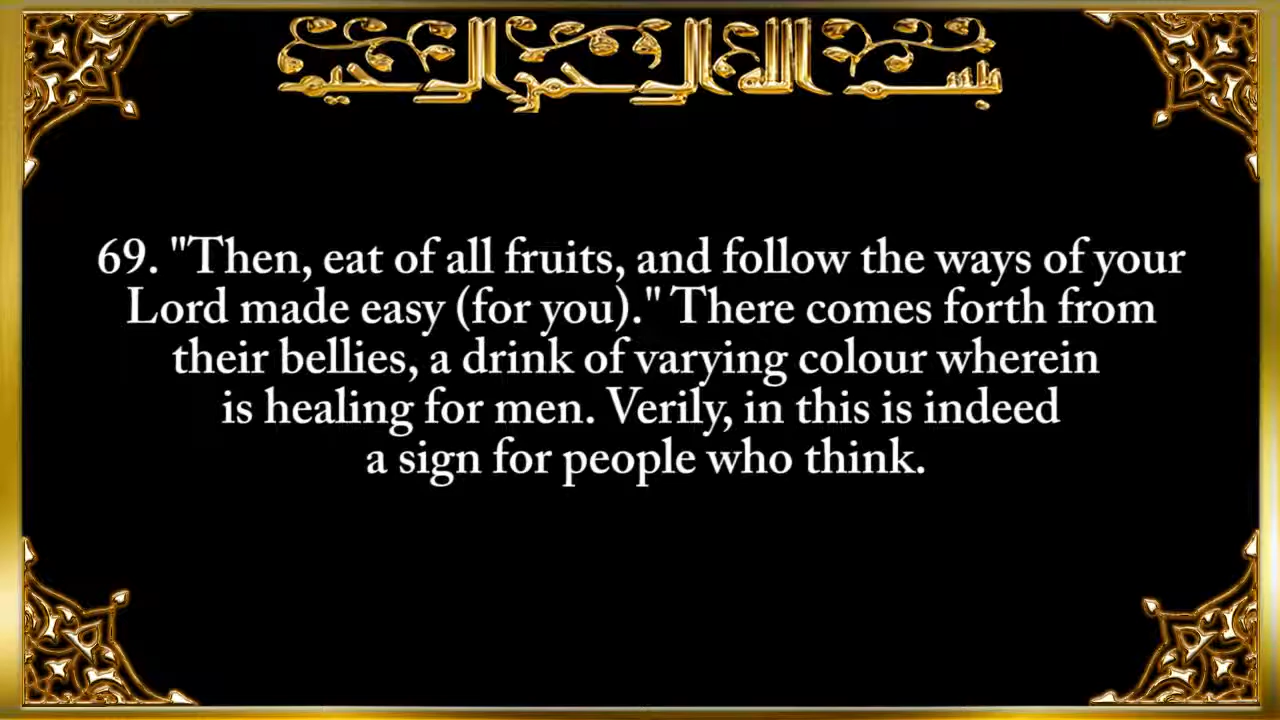 بسم الله الرحمن الرحيم
69. "Then, eat of all fruits, and follow the ways of your
Lord made easy (for you)." There comes forth from
their bellies, a drink of varying colour wherein
is healing for men. Verily, in this is indeed
a sign for people who think.